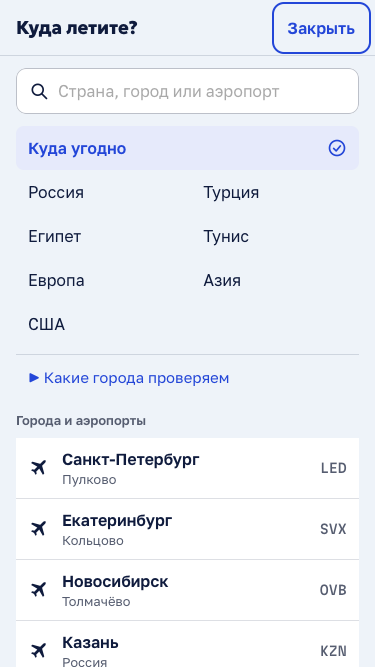 Куда летите?
Закрыть
Страна, город или аэропорт
Куда угодно
Россия
Турция
Египет
Тунис
Европа
Азия
США
Какие города проверяем
Города и аэропорты
Санкт-Петербург
LED
Пулково
Екатеринбург
SVX
Кольцово
Новосибирск
OVB
Толмачёво
Казань
KZN
Россия